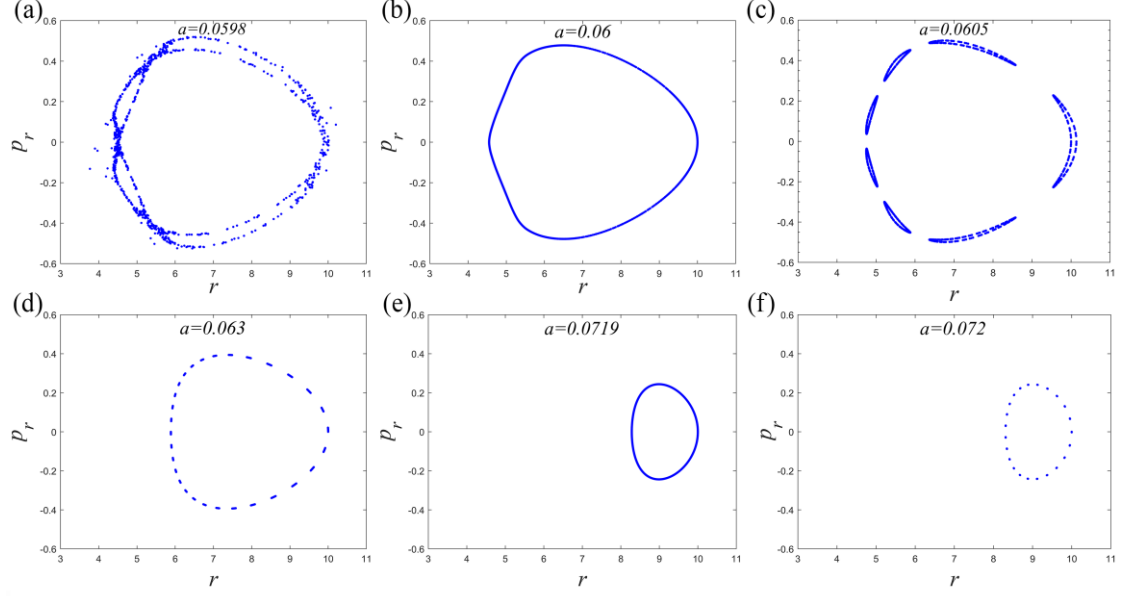 (a) (b) (c)
a=0.0598 a=0.06 a=0.0605
0.6 0.6 0.6
0.4 0.4 0.4
0.2 0.2 0.2
p_r 0 p_r 0 p_r 0
-0.2 -0.2 -0.2
-0.4 -0.4 -0.4
-0.6 -0.6 -0.6
3 4 5 6 7 8 9 10 11 3 4 5 6 7 8 9 10 11 3 4 5 6 7 8 9 10 11
r r r
(d) (e) (f)
a=0.063 a=0.0719 a=0.072
0.6 0.6 0.6
0.4 0.4 0.4
0.2 0.2 0.2
p_r 0 p_r 0 p_r 0
-0.2 -0.2 -0.2
-0.4 -0.4 -0.4
-0.6 -0.6 -0.6
3 4 5 6 7 8 9 10 11 3 4 5 6 7 8 9 10 11 3 4 5 6 7 8 9 10 11
r r r